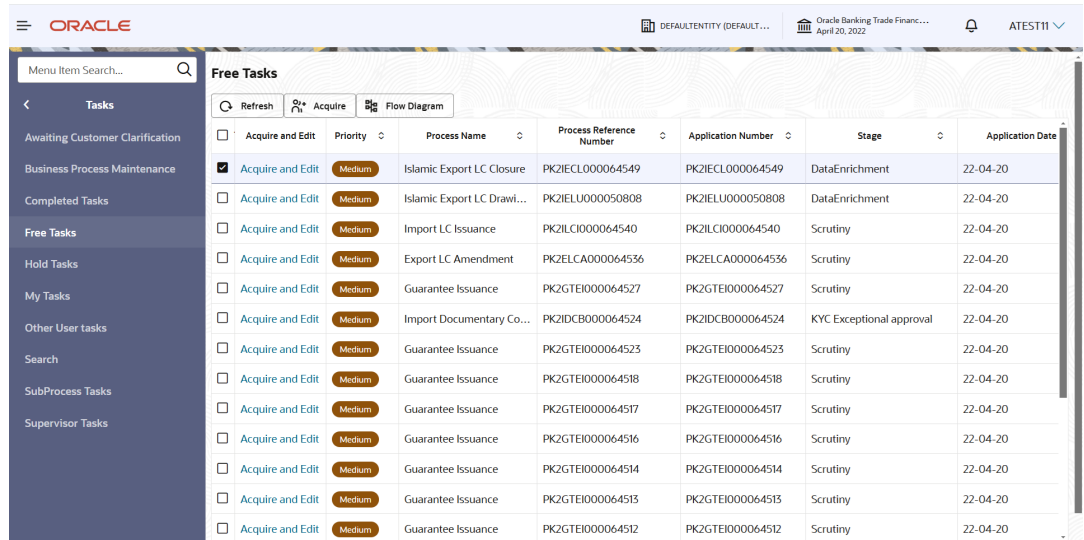 ORACLE
DEFAULTENTITY (DEFAULT...
Oracle Banking Trade Financ...
April 20, 2022
ATEST11
Menu Item Search...
Tasks
Awaiting Customer Clarification
Business Process Maintenance
Completed Tasks
Free Tasks
Hold Tasks
My Tasks
Other User tasks
Search
SubProcess Tasks
Supervisor Tasks
Free Tasks
Refresh Acquire Flow Diagram
Acquire and Edit Priority Process Name Process Reference Number Application Number Stage Application Date
Acquire and Edit Medium Islamic Export LC Closure PK2IECL000064549 PK2IECL000064549 DataEnrichment 22-04-20
Acquire and Edit Medium Islamic Export LC Drawi... PK2IELU000050808 PK2IELU000050808 DataEnrichment 22-04-20
Acquire and Edit Medium Import LC Issuance PK2ILCI000064540 PK2ILCI000064540 Scrutiny 22-04-20
Acquire and Edit Medium Export LC Amendment PK2ELCA000064536 PK2ELCA000064536 Scrutiny 22-04-20
Acquire and Edit Medium Guarantee Issuance PK2GTEI000064527 PK2GTEI000064527 Scrutiny 22-04-20
Acquire and Edit Medium Import Documentary Co... PK2IDCB000064524 PK2IDCB000064524 KYC Exceptional approval 22-04-20
Acquire and Edit Medium Guarantee Issuance PK2GTEI000064523 PK2GTEI000064523 Scrutiny 22-04-20
Acquire and Edit Medium Guarantee Issuance PK2GTEI000064518 PK2GTEI000064518 Scrutiny 22-04-20
Acquire and Edit Medium Guarantee Issuance PK2GTEI000064517 PK2GTEI000064517 Scrutiny 22-04-20
Acquire and Edit Medium Guarantee Issuance PK2GTEI000064516 PK2GTEI000064516 Scrutiny 22-04-20
Acquire and Edit Medium Guarantee Issuance PK2GTEI000064514 PK2GTEI000064514 Scrutiny 22-04-20
Acquire and Edit Medium Guarantee Issuance PK2GTEI000064513 PK2GTEI000064513 Scrutiny 22-04-20
Acquire and Edit Medium Guarantee Issuance PK2GTEI000064512 PK2GTEI000064512 Scrutiny 22-04-20